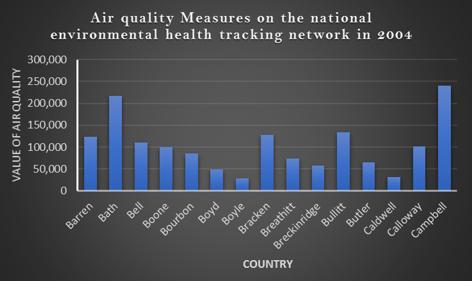 Air quality Measures on the national
environmental health tracking network in 2004
VALUE OF AIR QUALITY
300,000
250,000
200,000
150,000
100,000
50,000
0
Barren
Bath
Bell
Boone
Bourbon
Boyd
Boyle
Bracken
Breathitt
Breckinridge
Bullitt
Butler
Caldwell
Calloway
Campbell
COUNTRY